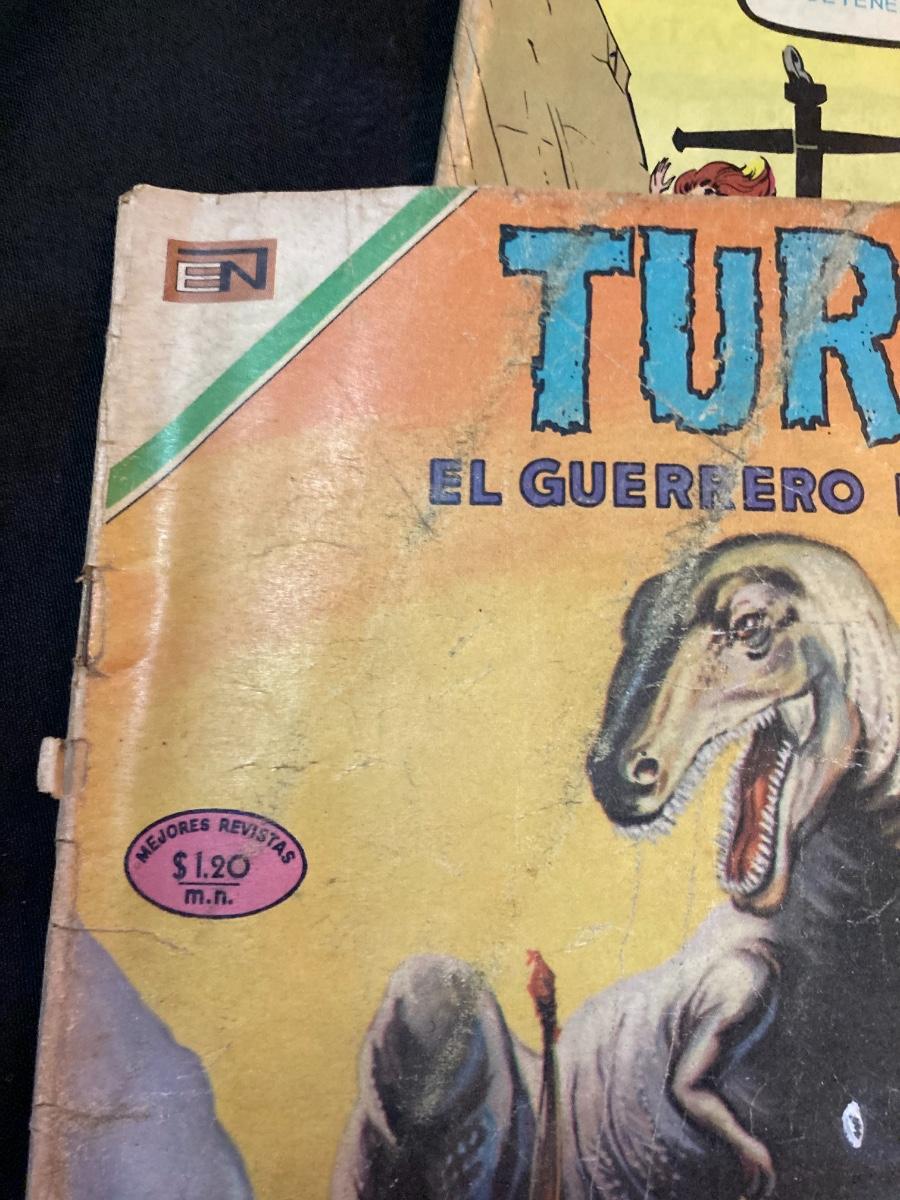 EN
TUR
EL GUERRERO
MEJORES REVISTAS
$1.20
m.n.